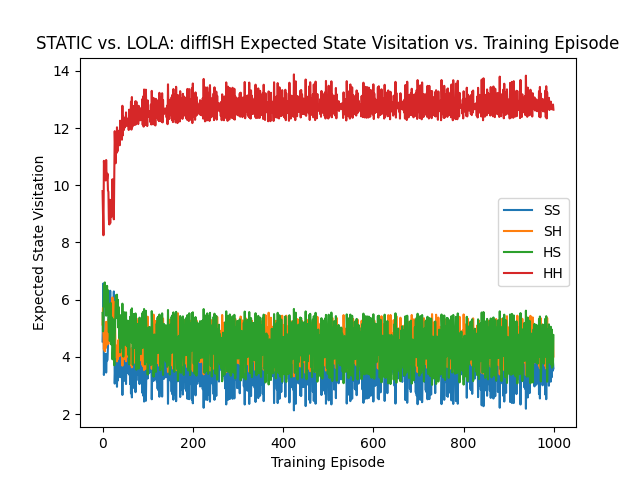 STATIC vs. LOLA: diffISH Expected State Visitation vs. Training Episode
14
12
10
8
6
4
2
Expected State Visitation
SS
SH
HS
HH
0
200
400
600
800
1000
Training Episode